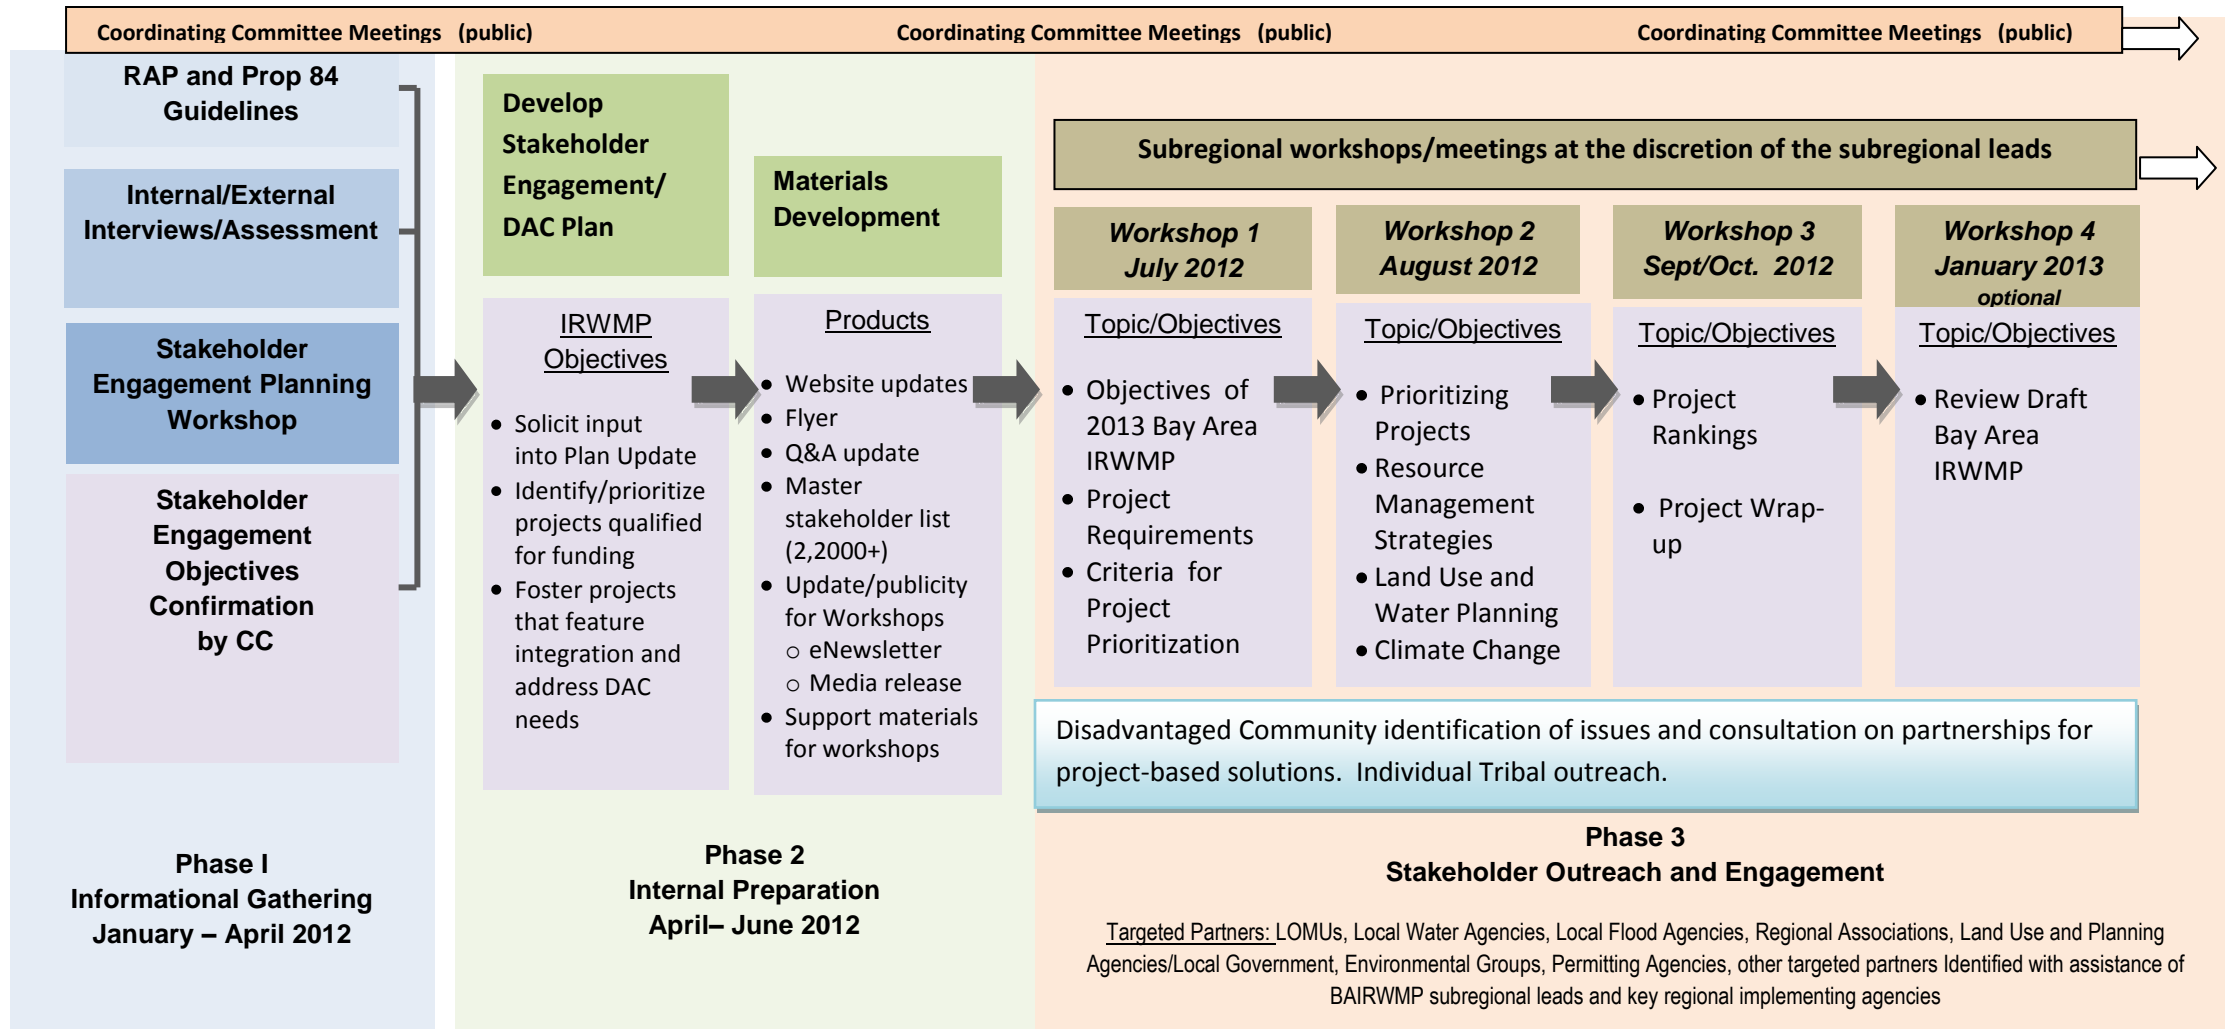 Coordinating Committee Meetings (public)
Coordinating Committee Meetings (public)
Coordinating Committee Meetings (public)
RAP and Prop 84
Guidelines
Internal/External
Interviews/Assessment
Stakeholder
Engagement Planning
Workshop
Stakeholder
Engagement
Objectives
Confirmation
by CC
Phase I
Informational Gathering
January – April 2012
Develop
Stakeholder
Engagement/
DAC Plan
IRWMP
Objectives
• Solicit input
into Plan Update
• Identify/prioritize
projects qualified
for funding
• Foster projects
that feature
integration and
address DAC
needs
Materials
Development
Products
• Website updates
• Flyer
• Q&A update
• Master
stakeholder list
(2,2000+)
• Update/publicity
for Workshops
o eNewsletter
o Media release
• Support materials
for workshops
Phase 2
Internal Preparation
April– June 2012
Subregional workshops/meetings at the discretion of the subregional leads
Workshop 1
July 2012
Topic/Objectives
• Objectives of
2013 Bay Area
IRWMP
• Project
Requirements
• Criteria for
Project
Prioritization
Workshop 2
August 2012
Topic/Objectives
• Prioritizing
Projects
• Resource
Management
Strategies
• Land Use and
Water Planning
• Climate Change
Workshop 3
Sept/Oct. 2012
Topic/Objectives
• Project
Rankings
• Project Wrap-
up
Workshop 4
January 2013
optional
Topic/Objectives
• Review Draft
Bay Area
IRWMP
Disadvantaged Community identification of issues and consultation on partnerships for
project-based solutions. Individual Tribal outreach.
Phase 3
Stakeholder Outreach and Engagement
Targeted Partners: LOMUs, Local Water Agencies, Local Flood Agencies, Regional Associations, Land Use and Planning
Agencies/Local Government, Environmental Groups, Permitting Agencies, other targeted partners Identified with assistance of
BAIRWMP subregional leads and key regional implementing agencies